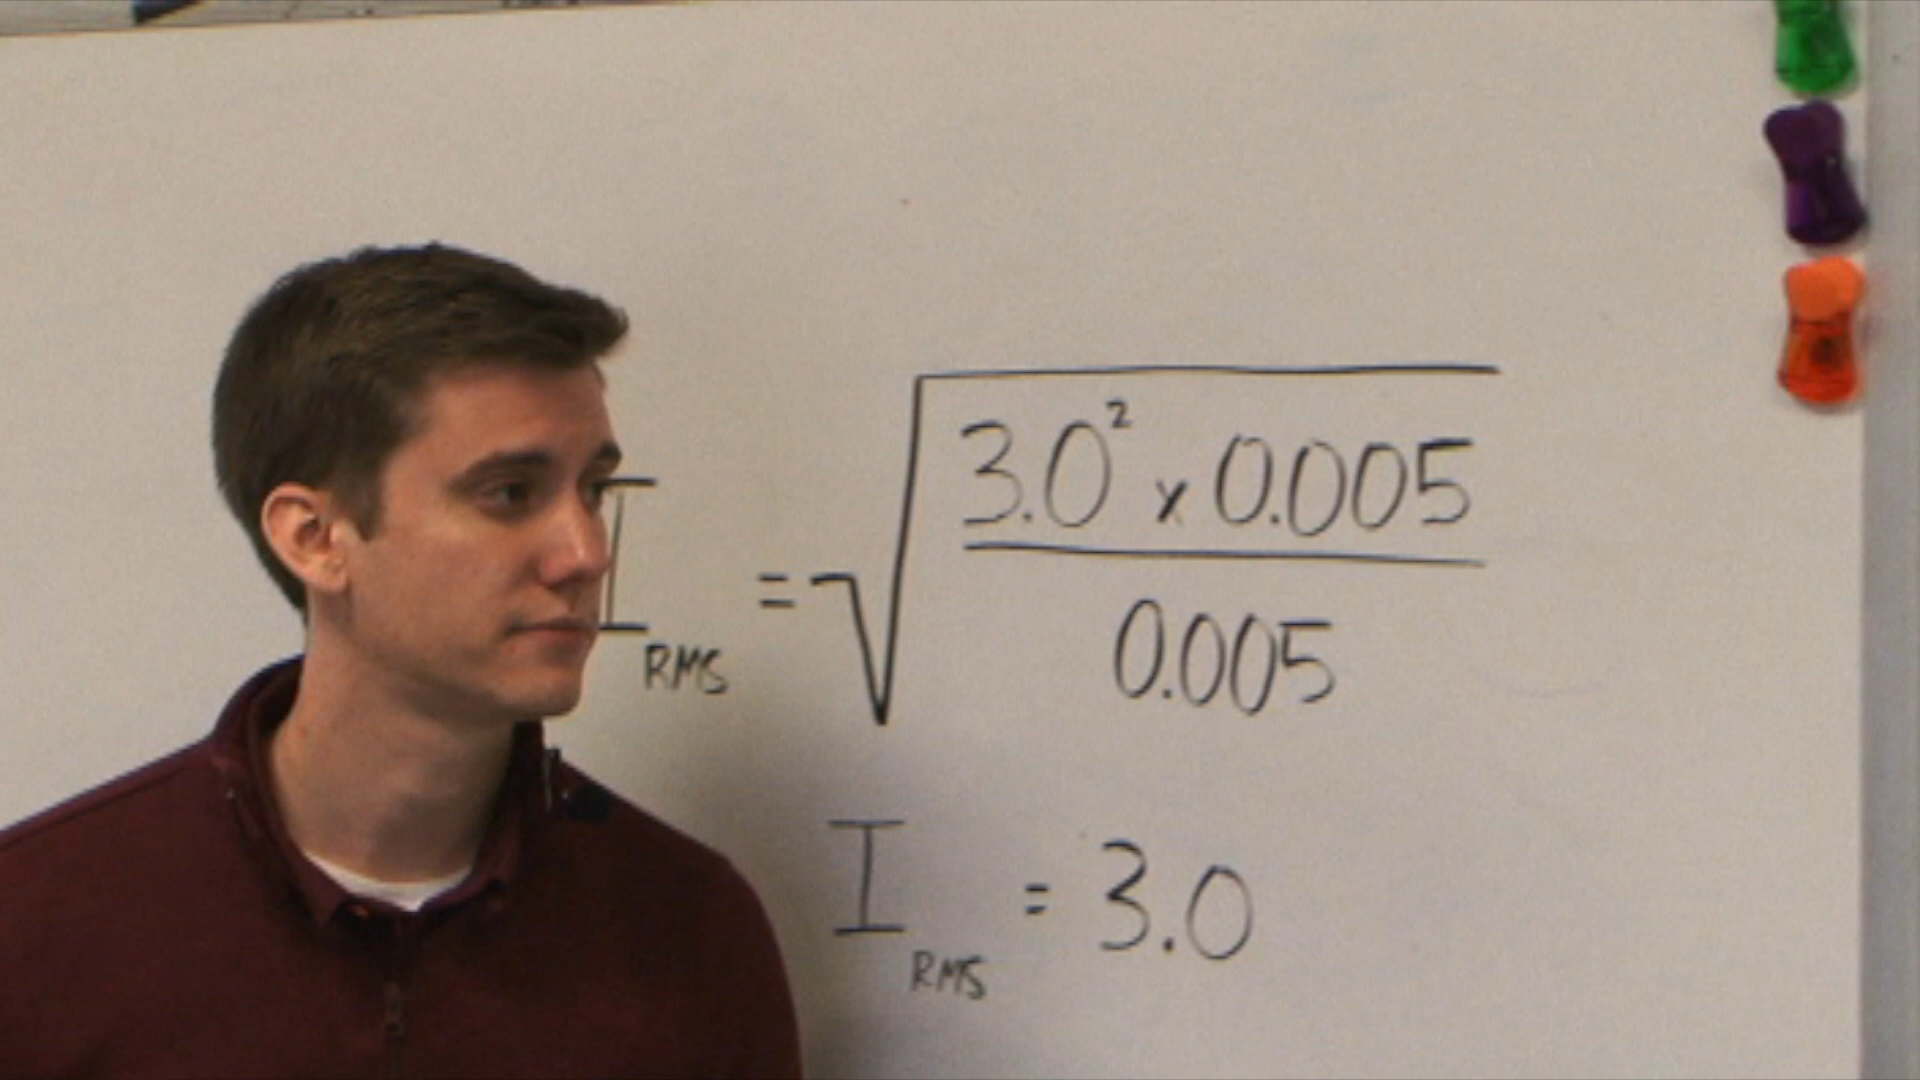 I RMS = √ 3.0² x 0.005
0.005
I RMS = 3.0